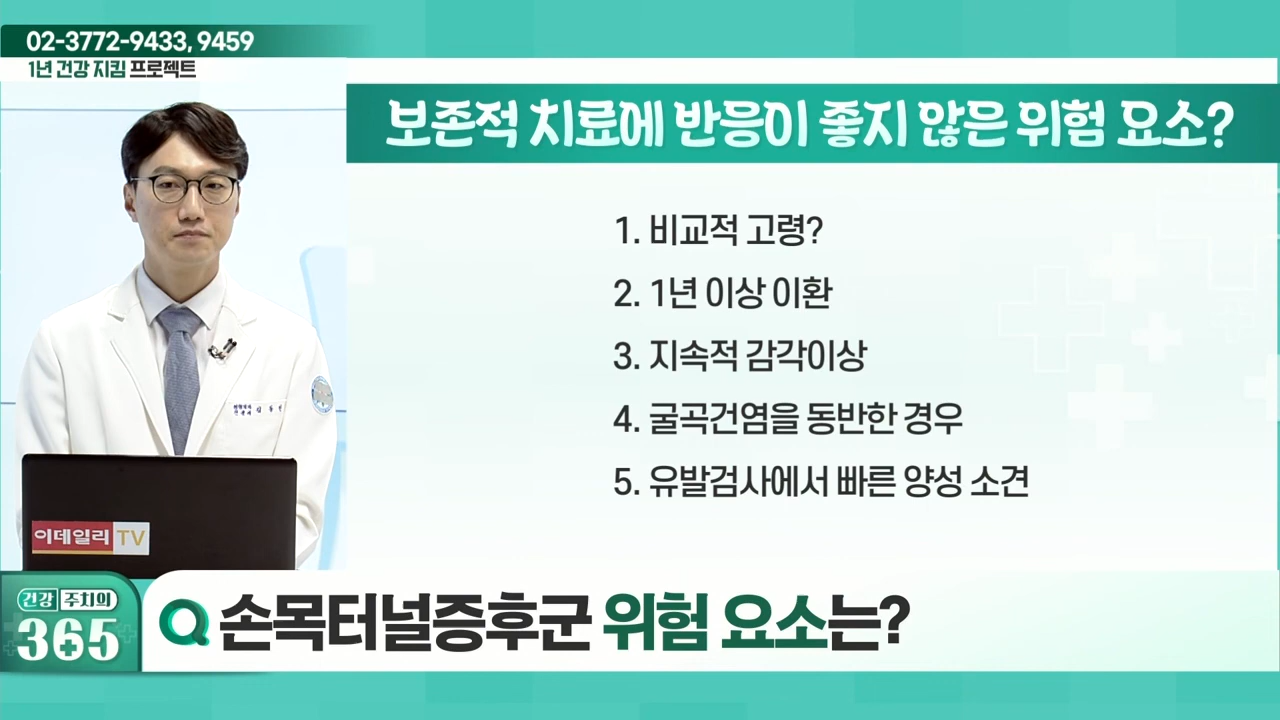 02-3772-9433, 9459
1년 건강 지킴 프로젝트
보존적 치료에 반응이 좋지 않은 위험 요소?
1. 비교적 고령?
2. 1년 이상 이환
3. 지속적 감각이상
4. 굴곡건염을 동반한 경우
5. 유발검사에서 빠른 양성 소견
이데일리 TV
건강 주치의
365
Q 손목터널증후군 위험 요소는?